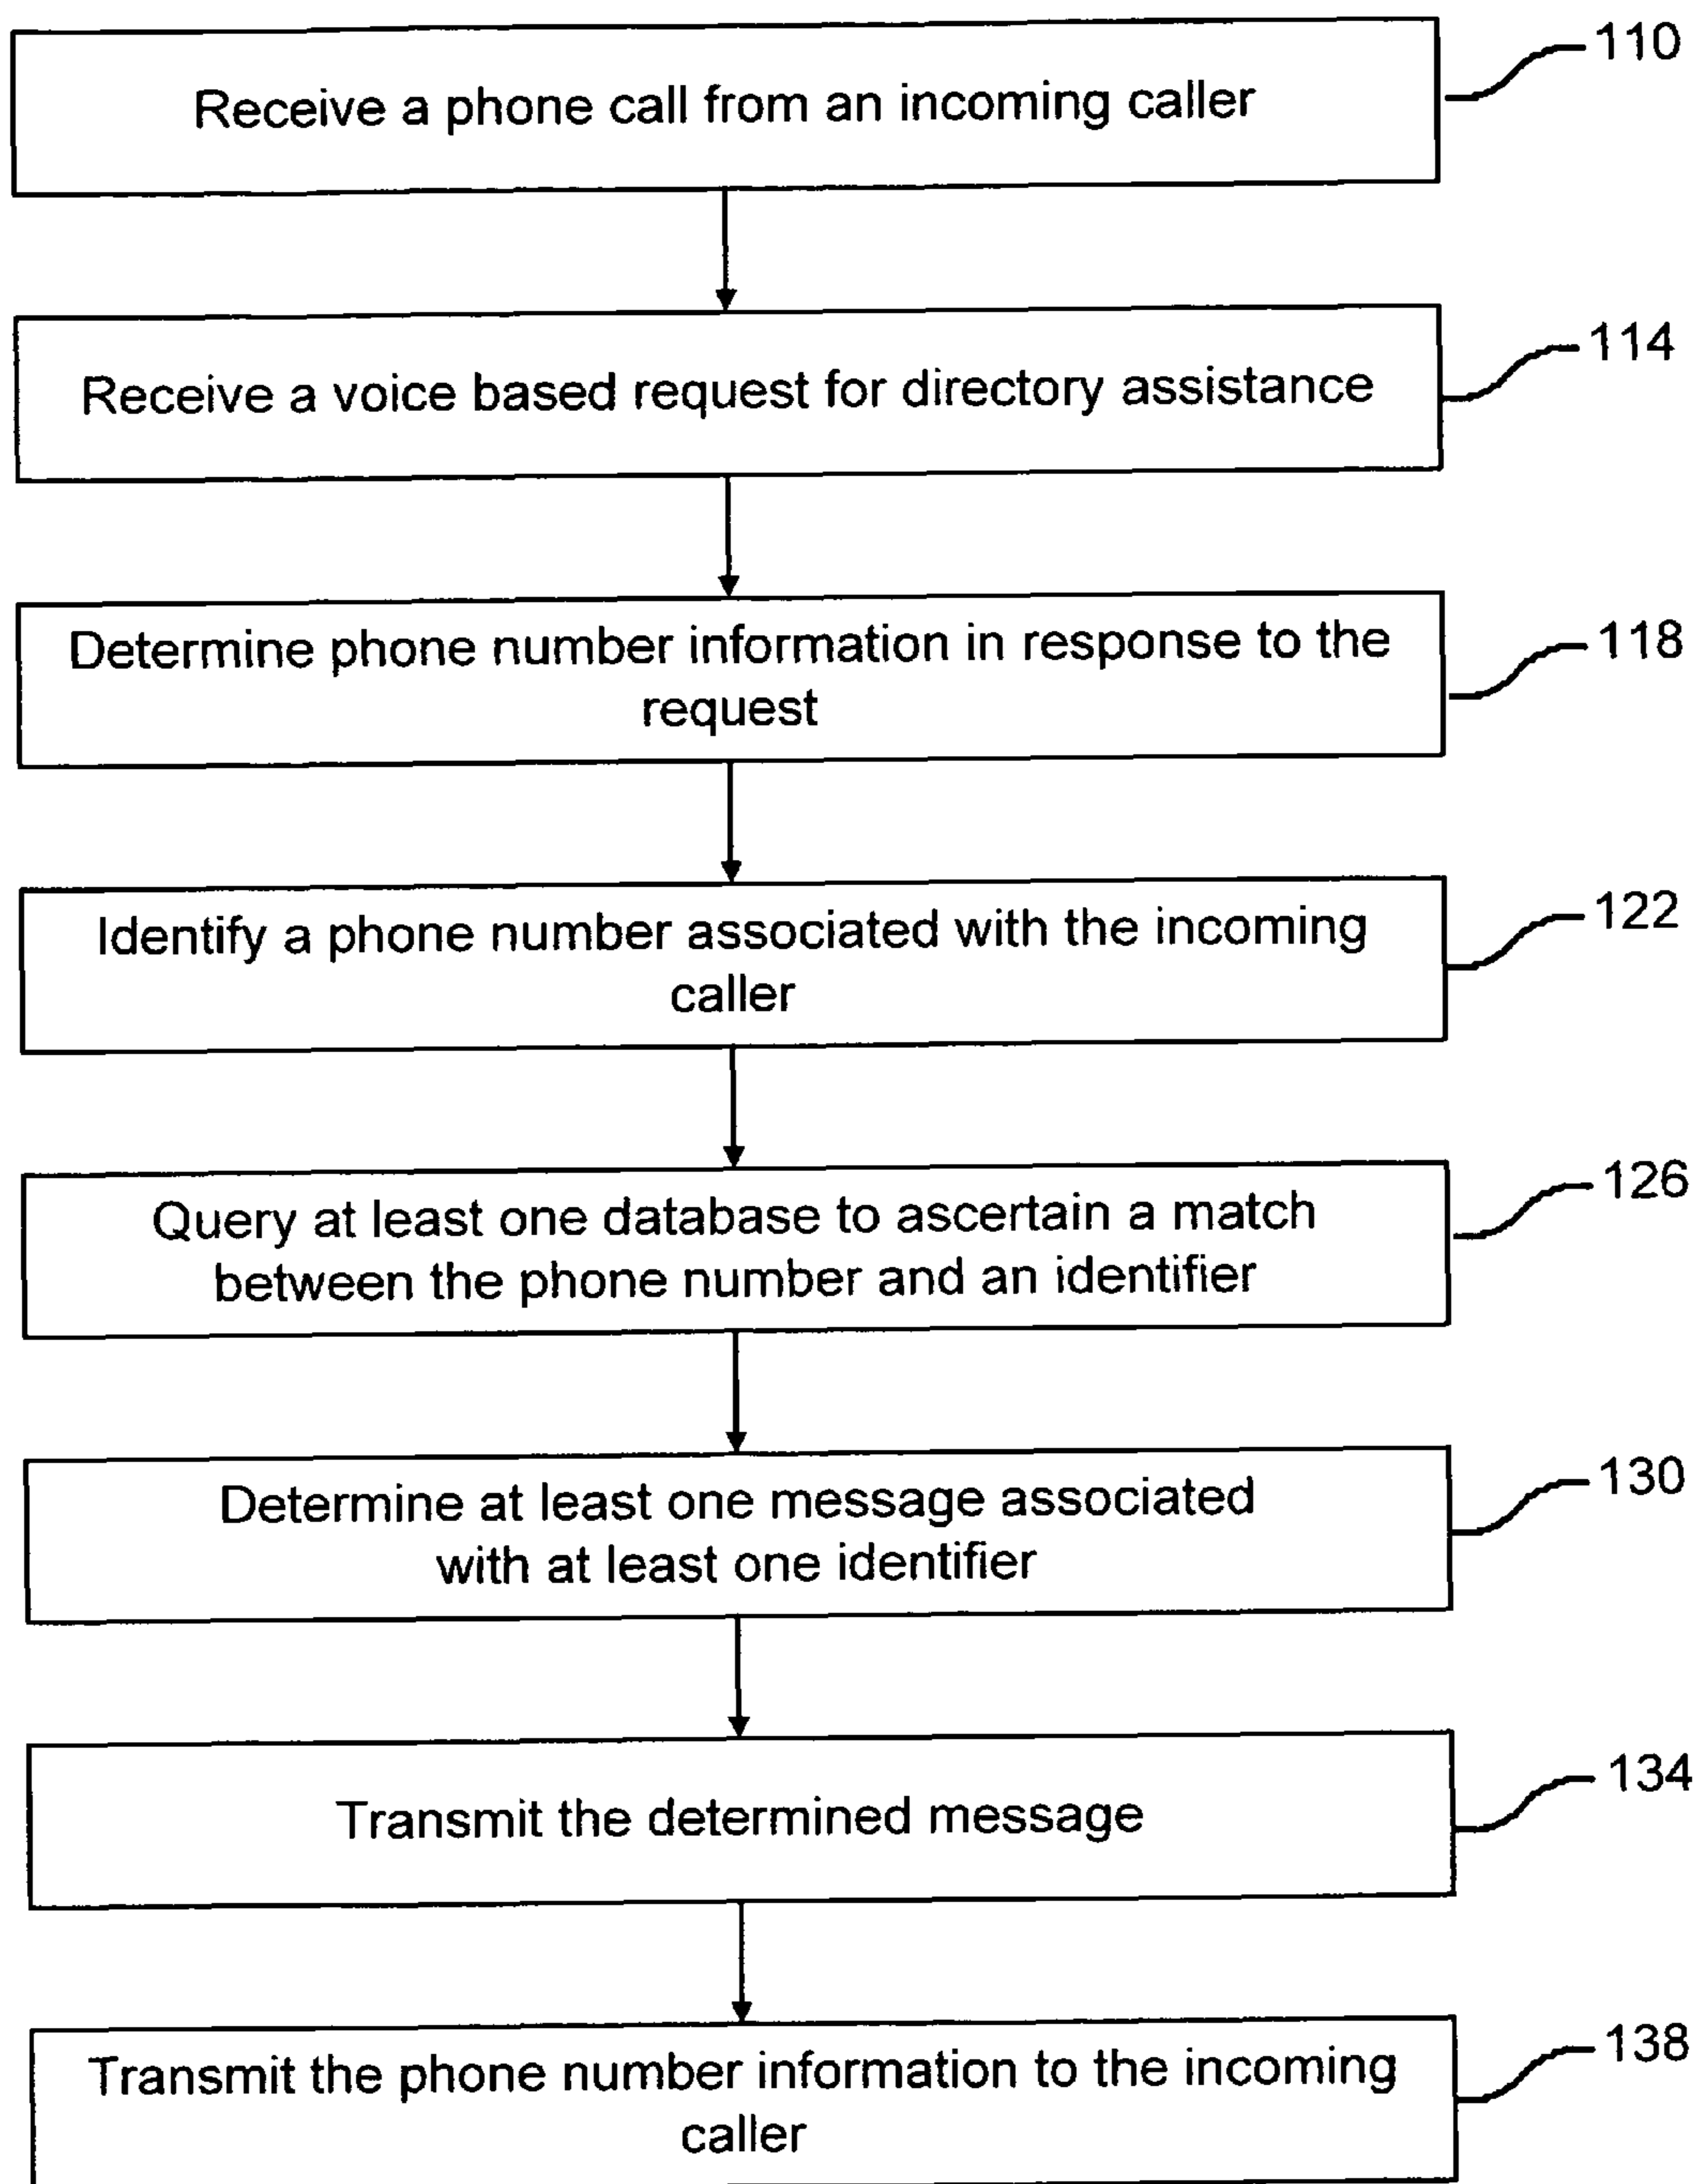 Receive a phone call from an incoming caller
110
Receive a voice based request for directory assistance
114
Determine phone number information in response to the
request
118
Identify a phone number associated with the incoming
caller
122
Query at least one database to ascertain a match
between the phone number and an identifier
126
Determine at least one message associated
with at least one identifier
130
Transmit the determined message
134
Transmit the phone number information to the incoming
caller
138